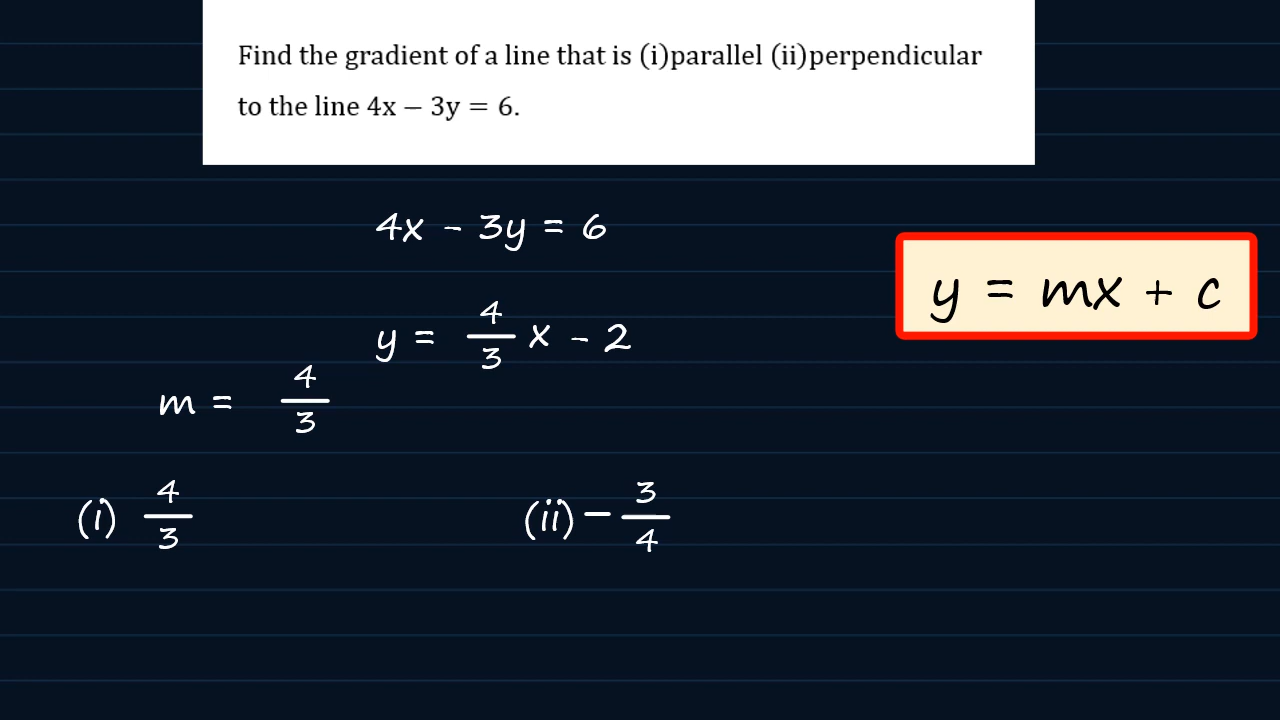 Find the gradient of a line that is (i)parallel (ii)perpendicular
to the line 4x − 3y = 6.
4x - 3y = 6
y = mx + c
y = 4/3 x - 2
m = 4/3
(i) 4/3
(ii) - 3/4